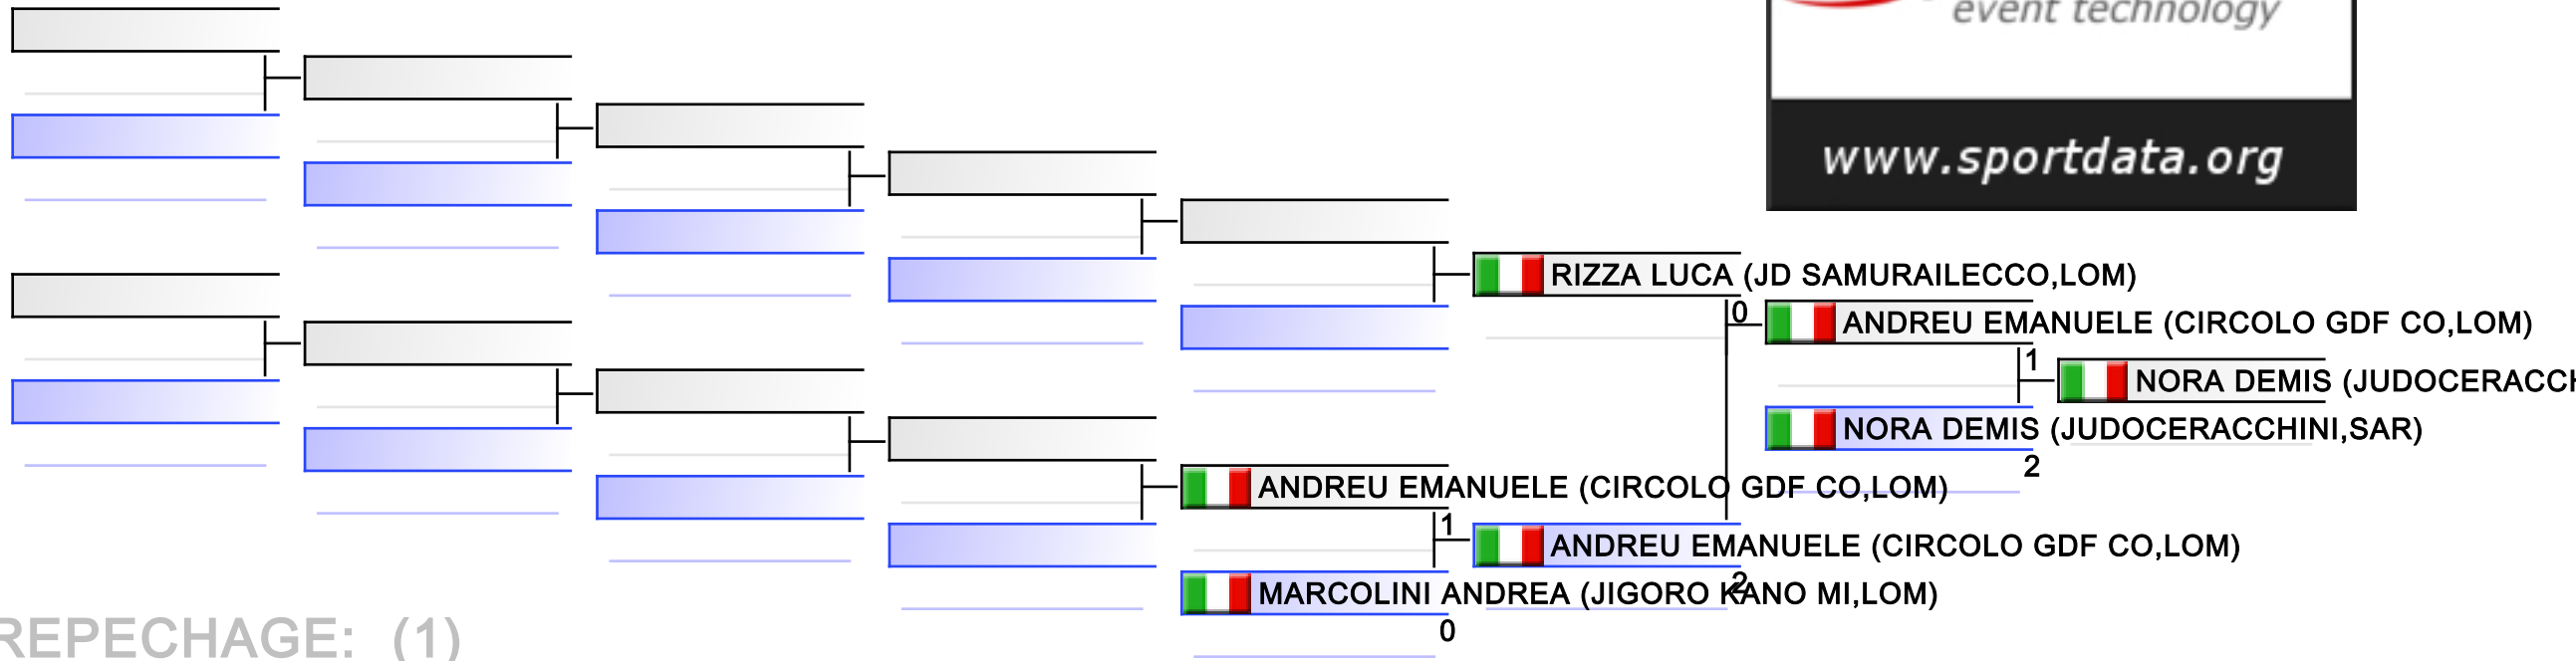 event technology
www.sportdata.org
RIZZA LUCA (JD SAMURAILECCO,LOM)
0
ANDREU EMANUELE (CIRCOLO GDF CO,LOM)
1
NORA DEMIS (JUDOCERACCH
NORA DEMIS (JUDOCERACCHINI,SAR)
2
ANDREU EMANUELE (CIRCOLO GDF CO,LOM)
1
ANDREU EMANUELE (CIRCOLO GDF CO,LOM)
2
MARCOLINI ANDREA (JIGORO KANO MI,LOM)
0
REPECHAGE: (1)